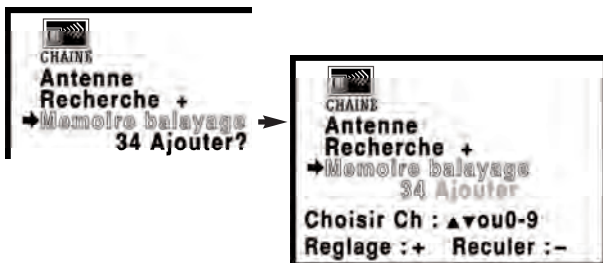 CHAINE
Antenne
Recherche +
➡Memoire balayage
34 Ajouter?
CHAINE
Antenne
Recherche +
➡Memoire balayage
34 Ajouter
Choisir Ch : ▲▼ou0-9
Reglage :+ Reculer :–